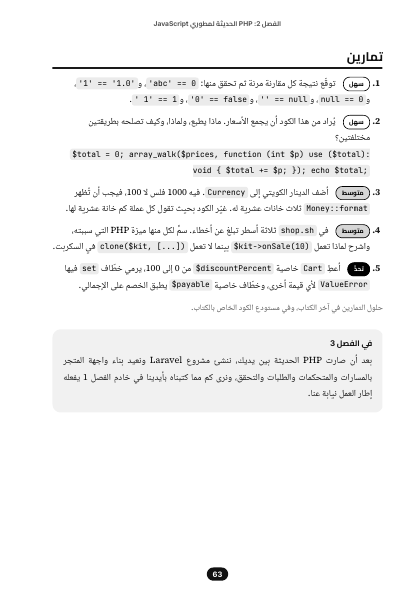 الفصل 2: PHP الحديثة لمطوري JavaScript
تمارين
1. سهل توقّع نتيجة كل مقارنة مرنة ثم تحقق منها: 'abc' == 0، و '1' == '1.0'،
و null == 0، و '' == null، و '0' == false، و '1 ' == 1.
2. سهل يُراد من هذا الكود أن يجمع الأسعار. ماذا يطبع، ولماذا، وكيف تصلحه بطريقتين
مختلفتين؟
$total = 0; array_walk($prices, function (int $p) use ($total):
void { $total += $p; }); echo $total;
3. متوسط أضف الدينار الكويتي إلى Currency. فيه 1000 فلس لا 100، فيجب أن تُظهر
Money::format ثلاث خانات عشرية له. غيّر الكود بحيث تقول كل عملة كم خانة عشرية لها.
4. متوسط في shop.sh ثلاثة أسطر تبلغ عن أخطاء. سمِّ لكل منها ميزة PHP التي سببته،
واشرح لماذا تعمل $kit->onSale(10) بينما لا تعمل clone($kit, [...]) في السكربت.
5. تحدٍّ أعطِ Cart خاصية $discountPercent من 0 إلى 100، يرمي خطّاف set فيها
ValueError لأي قيمة أخرى، وخطّاف خاصية $payable يطبق الخصم على الإجمالي.
حلول التمارين في آخر الكتاب، وفي مستودع الكود الخاص بالكتاب.
في الفصل 3
بعد أن صارت PHP الحديثة بين يديك، ننشئ مشروع Laravel ونعيد بناء واجهة المتجر
بالمسارات والمتحكمات والطلبات والتحقق، ونرى كم مما كتبناه بأيدينا في خادم الفصل 1 يفعله
إطار العمل نيابة عنا.
63